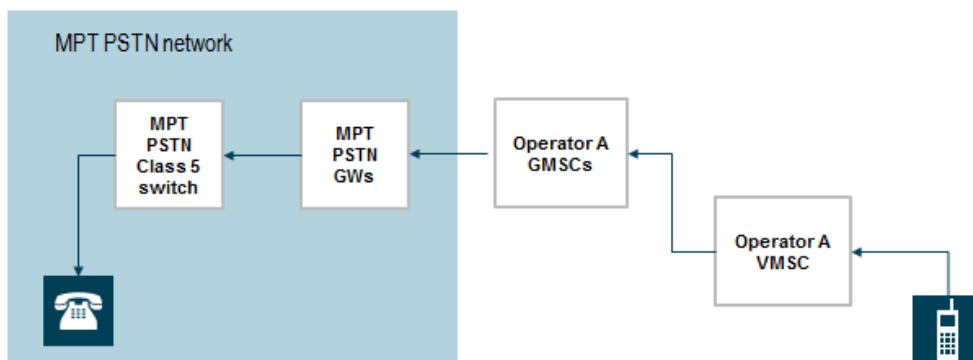 MPT PSTN network
MPT
PSTN
Class 5
switch
MPT
PSTN
GWs
Operator A
GMSCs
Operator A
VMSC